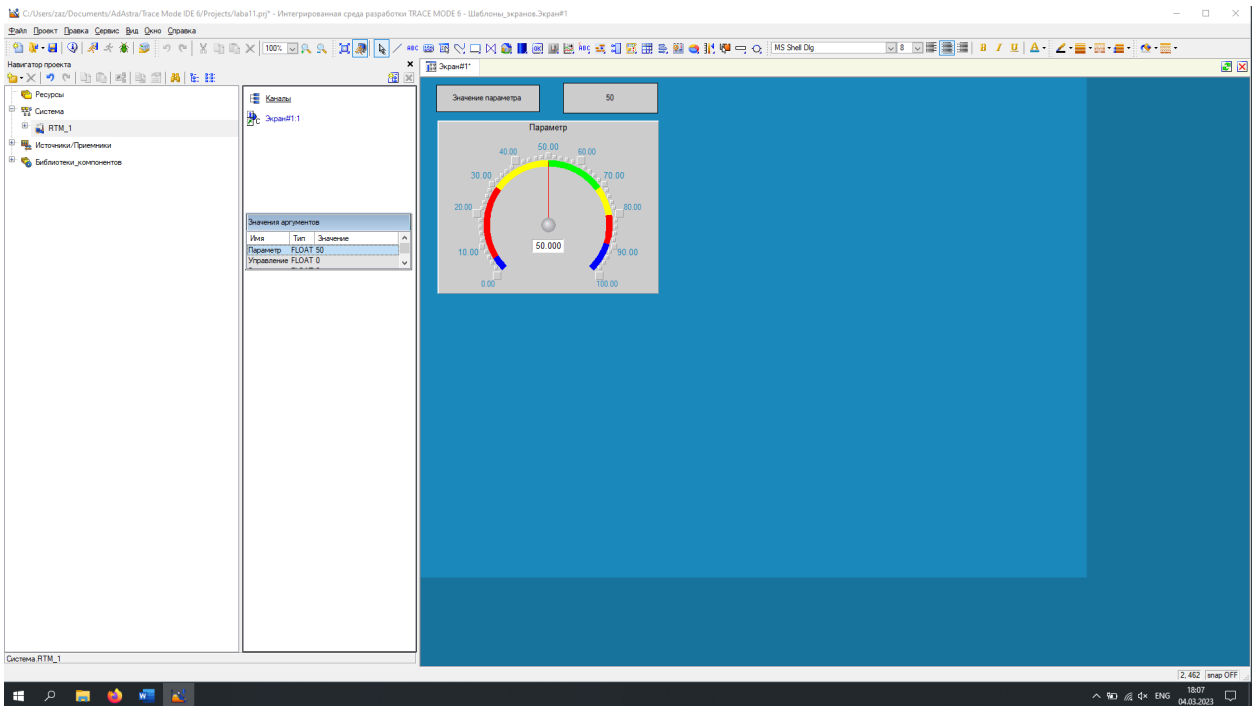 C:/Users/zaz/Documents/AdAstra/Trace Mode IDE 6/Projects/laba11.prj* - Интегрированная среда разработки TRACE MODE 6 - Шаблоны_экранов.Экран#1
Файл Проект Правка Сервис Вид Окно Справка
100%
ABC
MS Shell Dlg
8
Навигатор проекта
Ресурсы
Система
RTM_1
Источники/Приемники
Библиотеки_компонентов
Каналы
Экран#1:1
Значения аргументов
Имя Тип Значение
Параметр FLOAT 50
Управление FLOAT 0
Экран#1*
Значение параметра
50
Параметр
50.00
40.00 60.00
30.00 70.00
20.00 80.00
50.000
10.00 90.00
0.00 100.00
Система.RTM_1
2, 462 snap OFF
ENG
18:07
04.03.2023